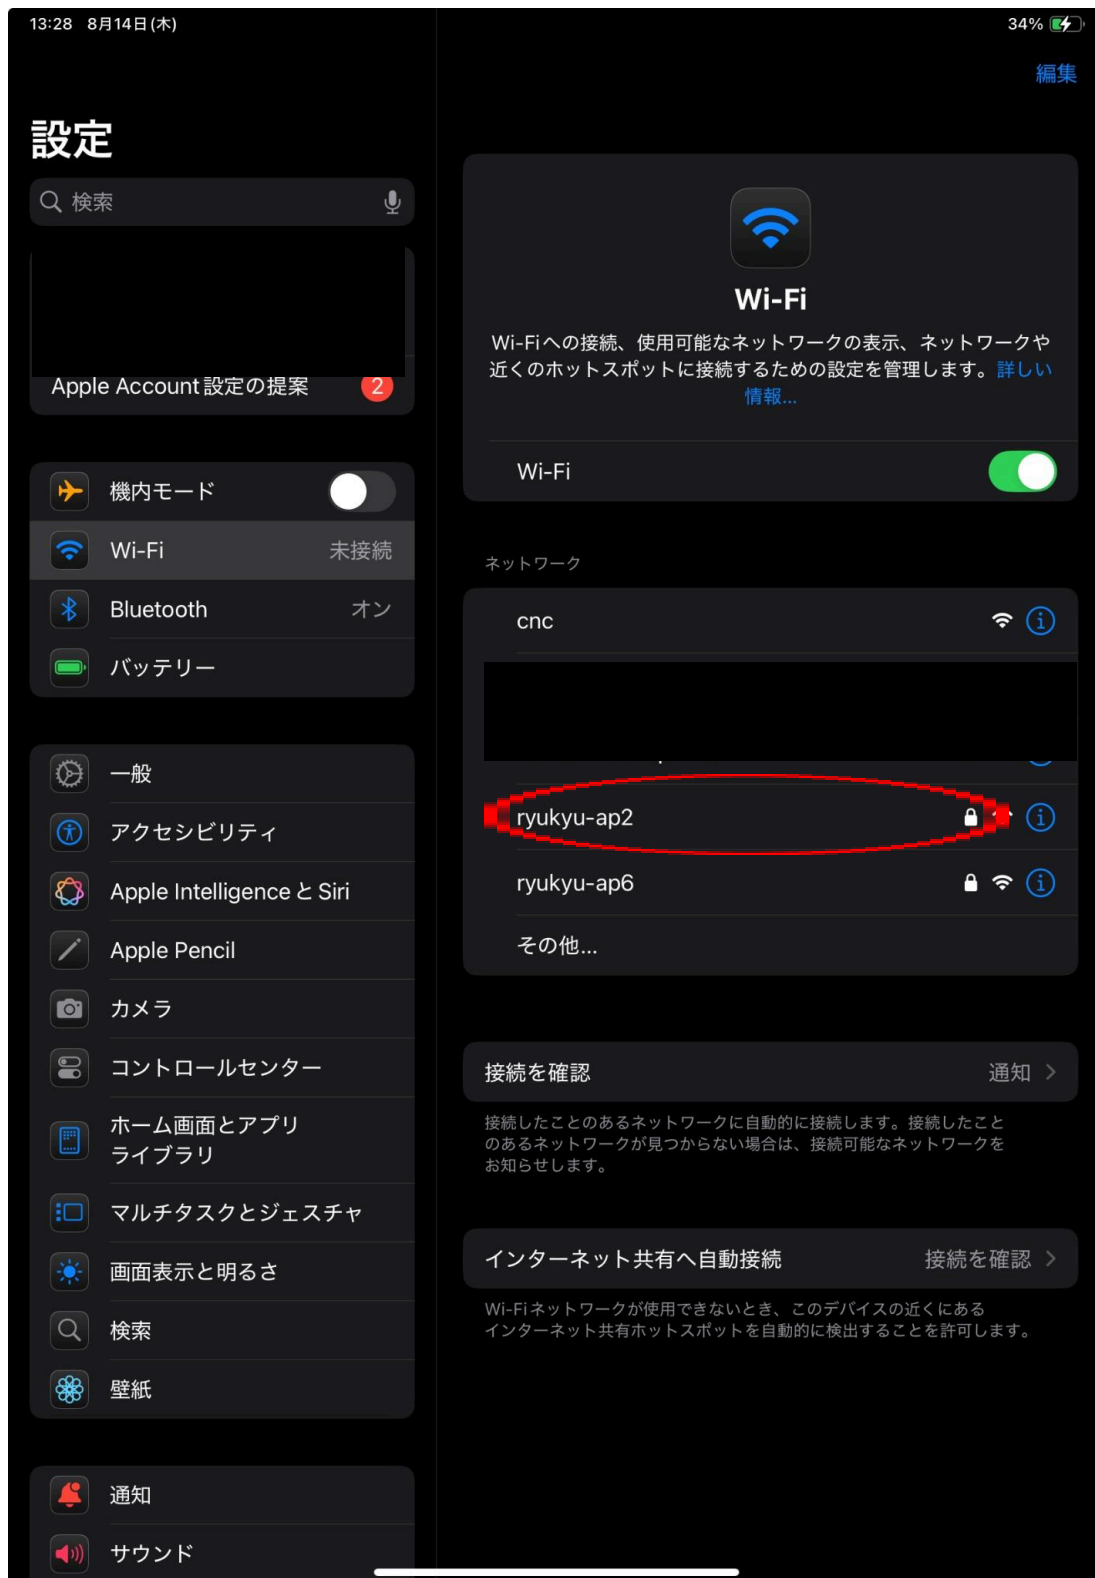 13:28 8月14日(木)
34%
編集
設定
検索
Apple Account 設定の提案
2
機内モード
Wi-Fi
未接続
Bluetooth
オン
バッテリー
一般
アクセシビリティ
Apple Intelligence と Siri
Apple Pencil
カメラ
コントロールセンター
ホーム画面とアプリ
ライブラリ
マルチタスクとジェスチャ
画面表示と明るさ
検索
壁紙
通知
サウンド
Wi-Fi
Wi-Fiへの接続、使用可能なネットワークの表示、ネットワークや
近くのホットスポットに接続するための設定を管理します。詳しい
情報...
Wi-Fi
ネットワーク
cnc
ryukyu-ap2
ryukyu-ap6
その他...
接続を確認
通知
接続したことのあるネットワークに自動的に接続します。接続したこと
のあるネットワークが見つからない場合は、接続可能なネットワークを
お知らせします。
インターネット共有へ自動接続
接続を確認
Wi-Fiネットワークが使用できないとき、このデバイスの近くにある
インターネット共有ホットスポットを自動的に検出することを許可します。